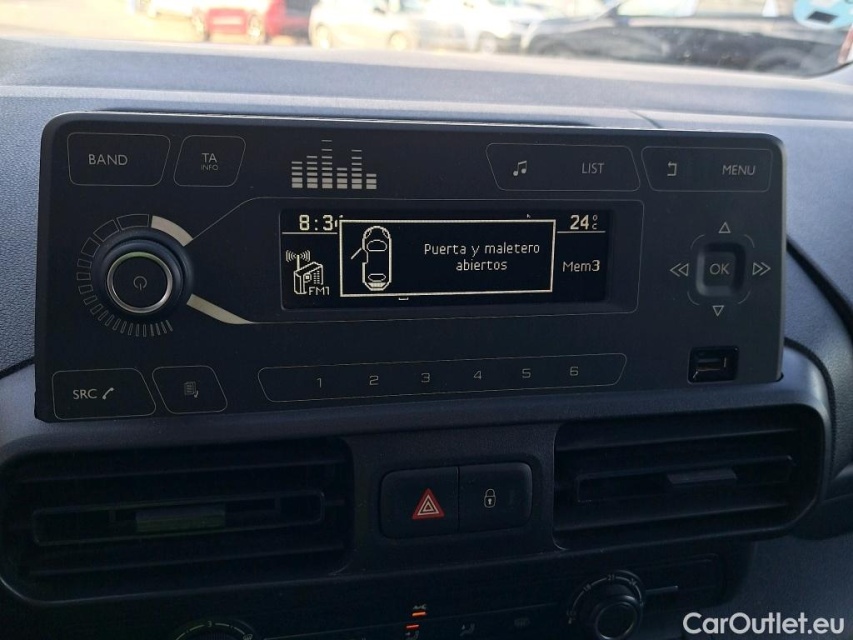 BAND
TA
INFO
LIST
MENU
24°C
Puerta y maletero
abiertos
FM1
Mem3
OK
SRC
1 2 3 4 5 6
CarOutlet.eu